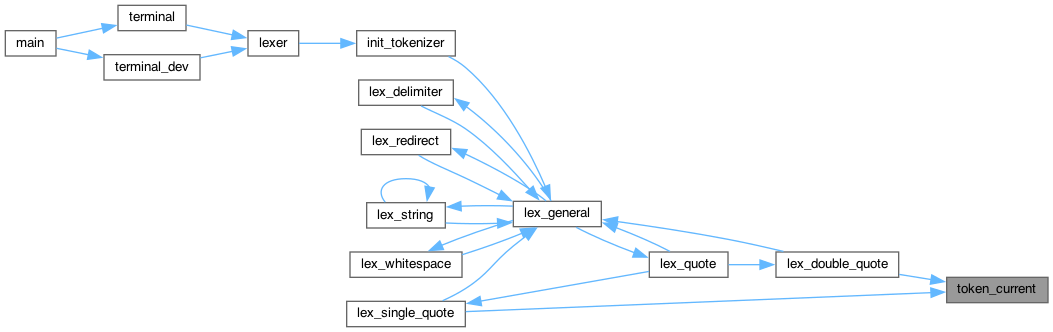 main
terminal
terminal_dev
lexer
init_tokenizer
lex_delimiter
lex_redirect
lex_string
lex_whitespace
lex_single_quote
lex_general
lex_quote
lex_double_quote
token_current